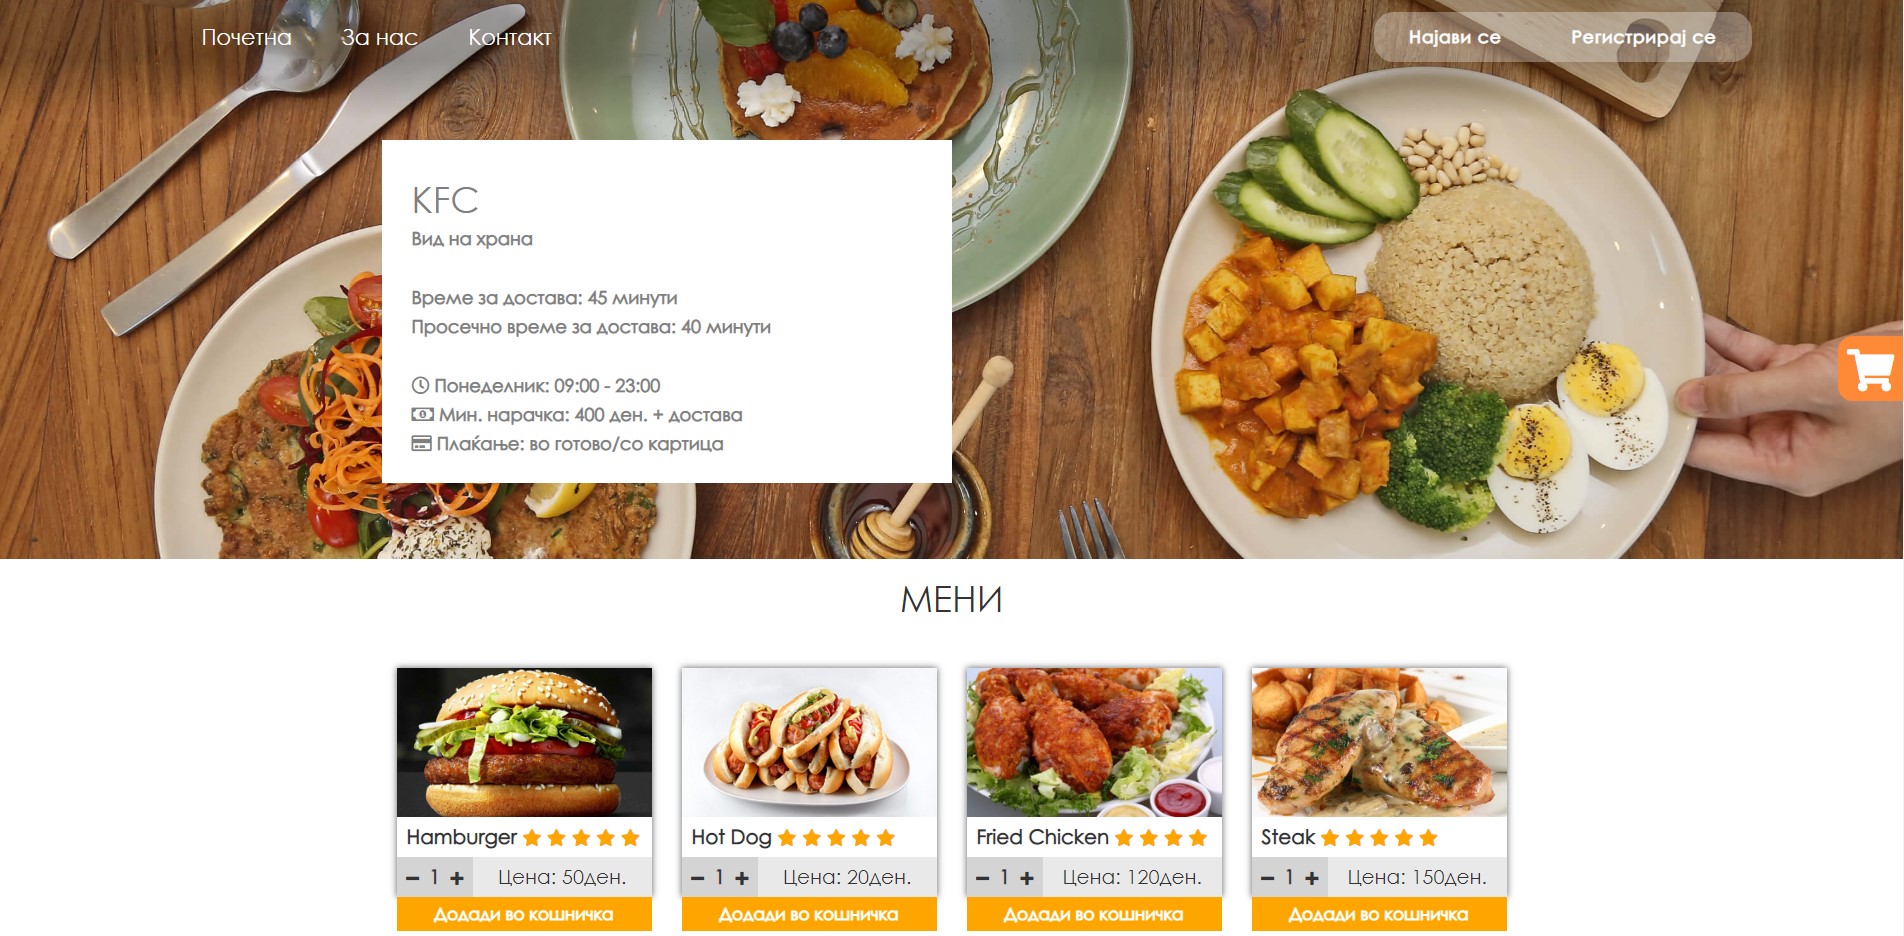 Почетна За нас Контакт Најави се Регистрирај се
KFC
Вид на храна
Време за достава: 45 минути
Просечно време за достава: 40 минути
Понеделник: 09:00 - 23:00
Мин. нарачка: 400 ден. + достава
Плаќање: во готово/со картица
МЕНИ
Hamburger
1 Цена: 50ден.
Додади во кошничка
Hot Dog
1 Цена: 20ден.
Додади во кошничка
Fried Chicken
1 Цена: 120ден.
Додади во кошничка
Steak
1 Цена: 150ден.
Додади во кошничка